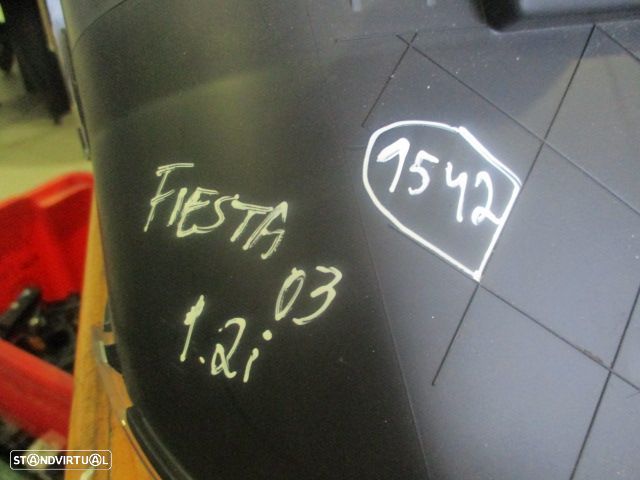 FIESTA
03
1.2i
1542
STANDVIRTUAL